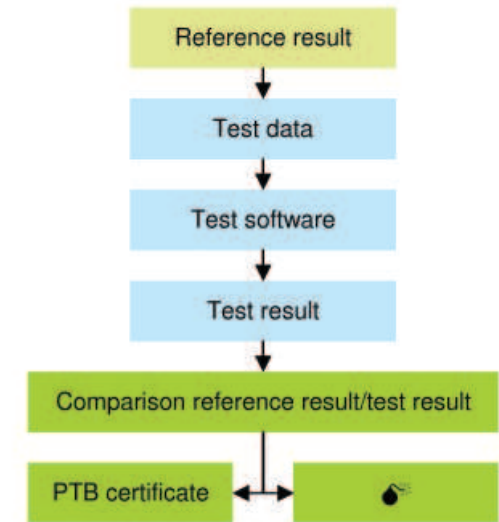 Reference result
Test data
Test software
Test result
Comparison reference result/test result
PTB certificate